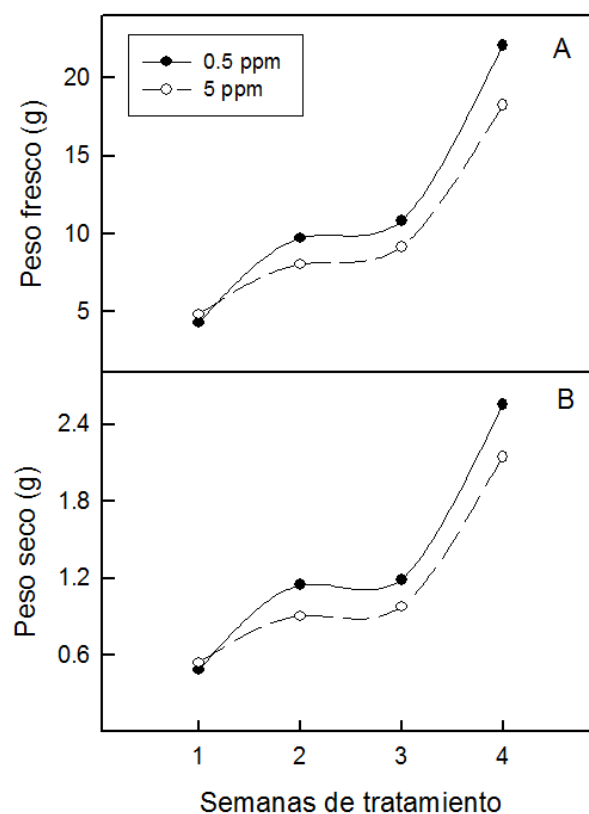 A
0.5 ppm
5 ppm
Peso fresco (g)
20
15
10
5
B
Peso seco (g)
2.4
1.8
1.2
0.6
1 2 3 4
Semanas de tratamiento